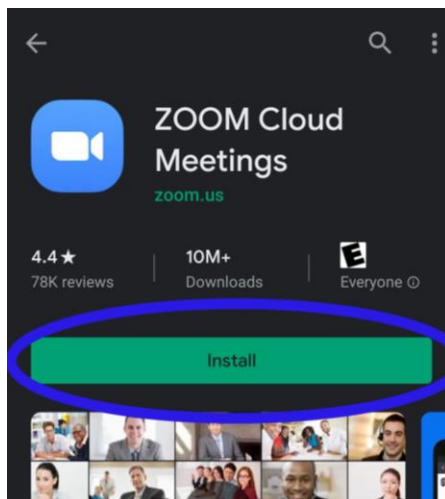 ZOOM Cloud
Meetings
zoom.us
4.4★
10M+
E
78K reviews
Downloads
Everyone
Install